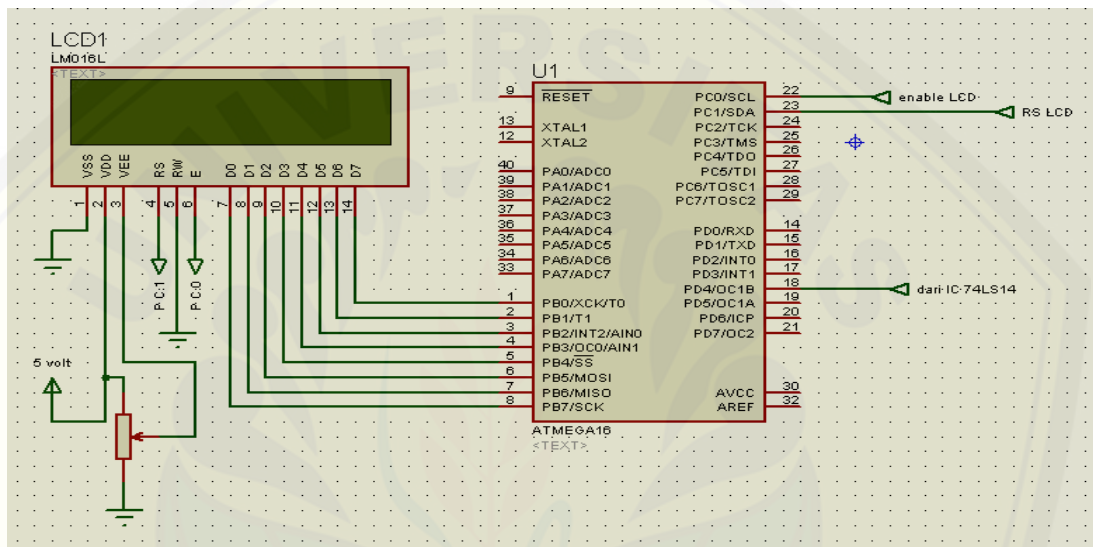 LCD1
LM016L
<TEXT>
VSS
VDD
VEE
RS
RW
E
D0
D1
D2
D3
D4
D5
D6
D7
1
2
3
4
5
6
7
8
9
10
11
12
13
14
PC:1
PC:0
5 volt
U1
9 RESET
13 XTAL1
12 XTAL2
40 PA0/ADC0
39 PA1/ADC1
38 PA2/ADC2
37 PA3/ADC3
36 PA4/ADC4
35 PA5/ADC5
34 PA6/ADC6
33 PA7/ADC7
1 PB0/XCK/T0
2 PB1/T1
3 PB2/INT2/AIN0
4 PB3/OC0/AIN1
5 PB4/SS
6 PB5/MOSI
7 PB6/MISO
8 PB7/SCK
PC0/SCL 22 enable LCD
PC1/SDA 23 RS LCD
PC2/TCK 24
PC3/TMS 25
PC4/TDO 26
PC5/TDI 27
PC6/TOSC1 28
PC7/TOSC2 29
PD0/RXD 14
PD1/TXD 15
PD2/INT0 16
PD3/INT1 17
PD4/OC1B 18 dari IC 74LS14
PD5/OC1A 19
PD6/ICP 20
PD7/OC2 21
AVCC 30
AREF 32
ATMEGA16
<TEXT>
UNIVERSITAS